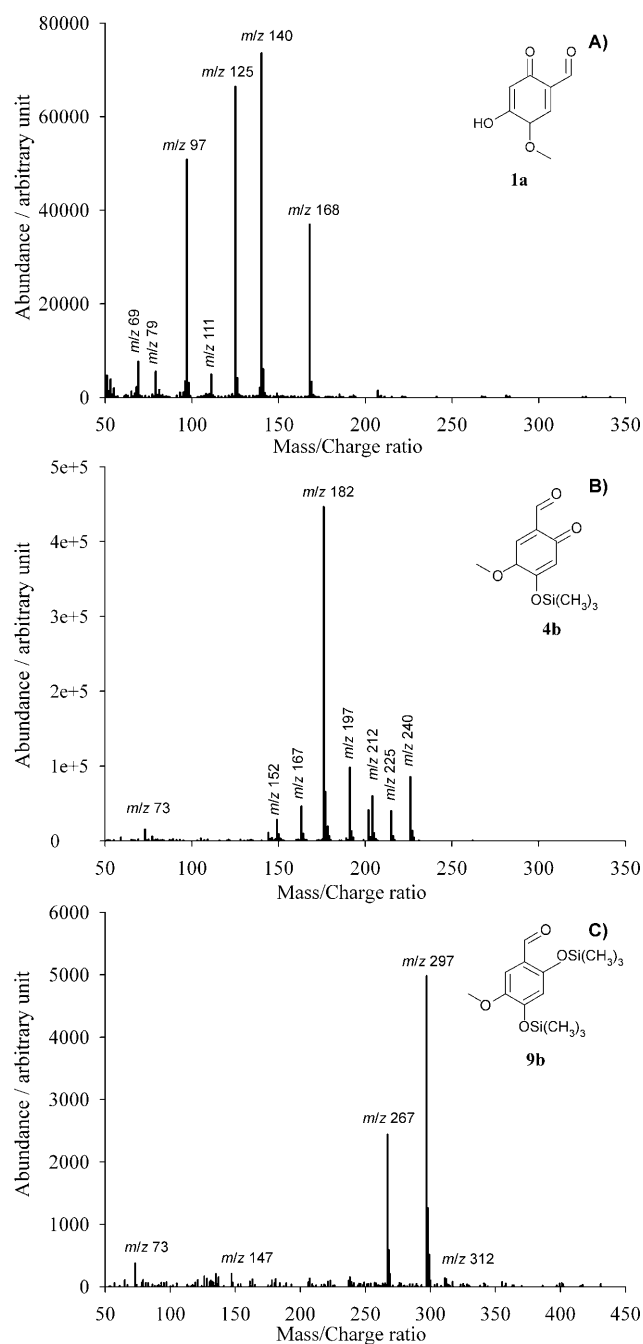 A)
80000
60000
40000
20000
0
Abundance / arbitrary unit
m/z 69
m/z 79
m/z 97
m/z 111
m/z 125
m/z 140
m/z 168
O
O
HO
O
1a
50
100
150
200
250
300
350
Mass/Charge ratio
B)
5e+5
4e+5
3e+5
2e+5
1e+5
0
Abundance / arbitrary unit
m/z 73
m/z 152
m/z 167
m/z 182
m/z 197
m/z 212
m/z 225
m/z 240
O
O
O
OSi(CH3)3
4b
50
100
150
200
250
300
350
Mass/Charge ratio
C)
6000
5000
4000
3000
2000
1000
0
Abundance / arbitrary unit
m/z 73
m/z 147
m/z 267
m/z 297
m/z 312
O
OSi(CH3)3
O
OSi(CH3)3
9b
50
100
150
200
250
300
350
400
450
Mass/Charge ratio